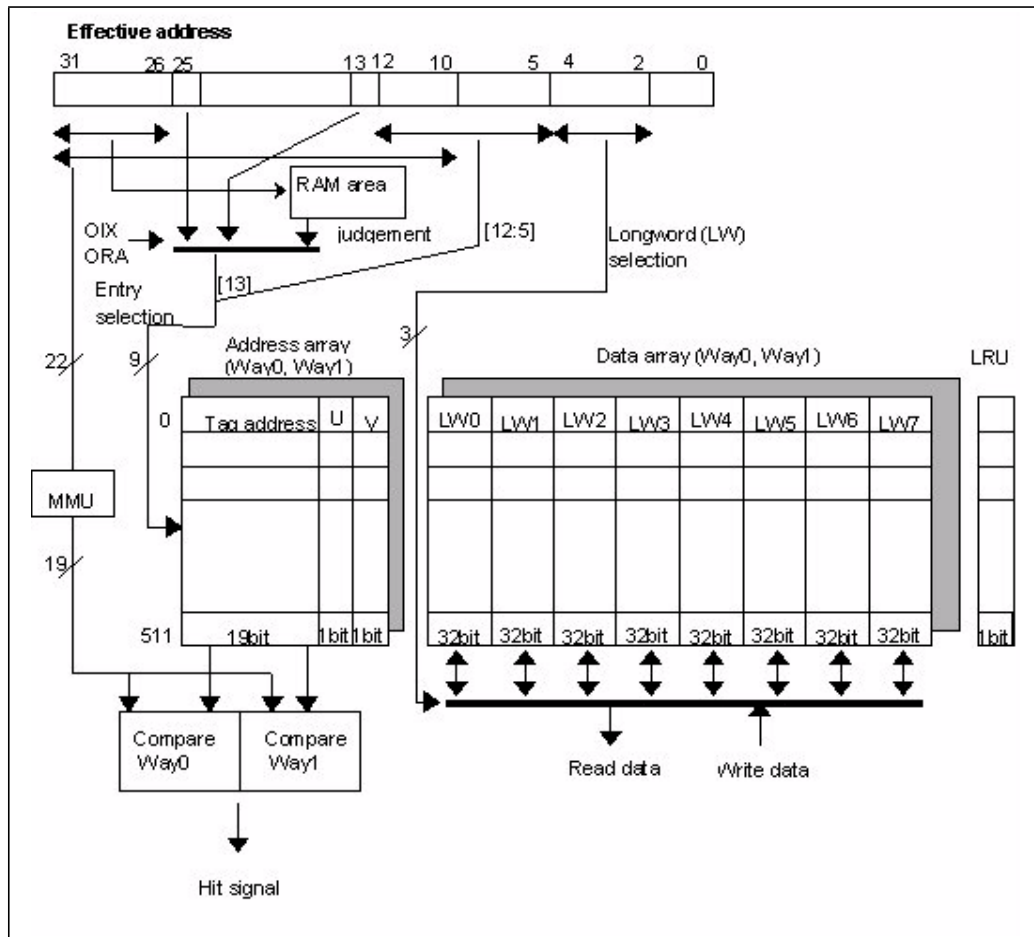 Effective address
31 26 25 13 12 10 5 4 2 0
RAM area
judgement
OIX
ORA
[12:5]
Longword (LW)
selection
[13]
Entry
selection
22
9
3
Address array
(Way0, Way1)
Data array (Way0, Way1)
LRU
0
Tag address U V
LW0 LW1 LW2 LW3 LW4 LW5 LW6 LW7
MMU
19
511
19bit 1bit 1bit
32bit 32bit 32bit 32bit 32bit 32bit 32bit 32bit
1bit
Compare
Way0
Compare
Way1
Read data
Write data
Hit signal